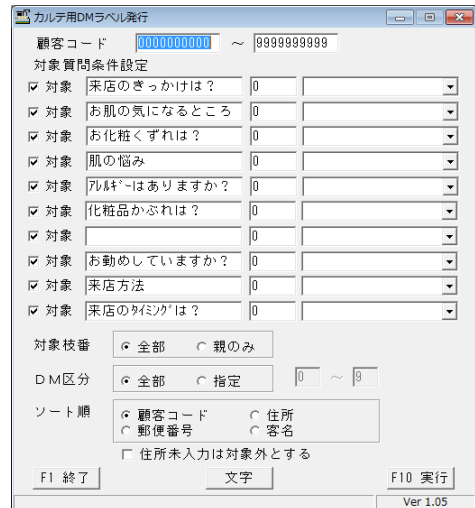 カルテ用DMラベル発行
顧客コード 0000000000 ～ 9999999999
対象質問条件設定
対象 来店のきっかけは？ 0
対象 お肌の気になるところ 0
対象 お化粧くずれは？ 0
対象 肌の悩み 0
対象 ｱﾚﾙｷﾞｰはありますか？ 0
対象 化粧品かぶれは？ 0
対象 0
対象 お勤めしていますか？ 0
対象 来店方法 0
対象 来店のﾀｲﾐﾝｸﾞは？ 0
対象枝番 全部 親のみ
ＤＭ区分 全部 指定 0 ～ 9
ソート順 顧客コード 住所
郵便番号 客名
住所未入力は対象外とする
F1 終了 文字 F10 実行
Ver 1.05